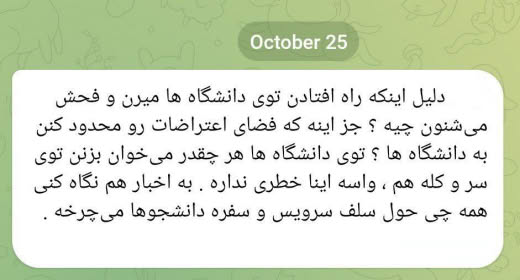 October 25
دلیل اینکه راه افتادن توی دانشگاه ها میرن و فحش
می‌شنون چیه ؟ جز اینه که فضای اعتراضات رو محدود کنن
به دانشگاه ها ؟ توی دانشگاه ها هر چقدر می‌خوان بزنن توی
سر و کله هم ، واسه اینا خطری نداره . به اخبار هم نگاه کنی
همه چی حول سلف سرویس و سفره دانشجوها می‌چرخه .